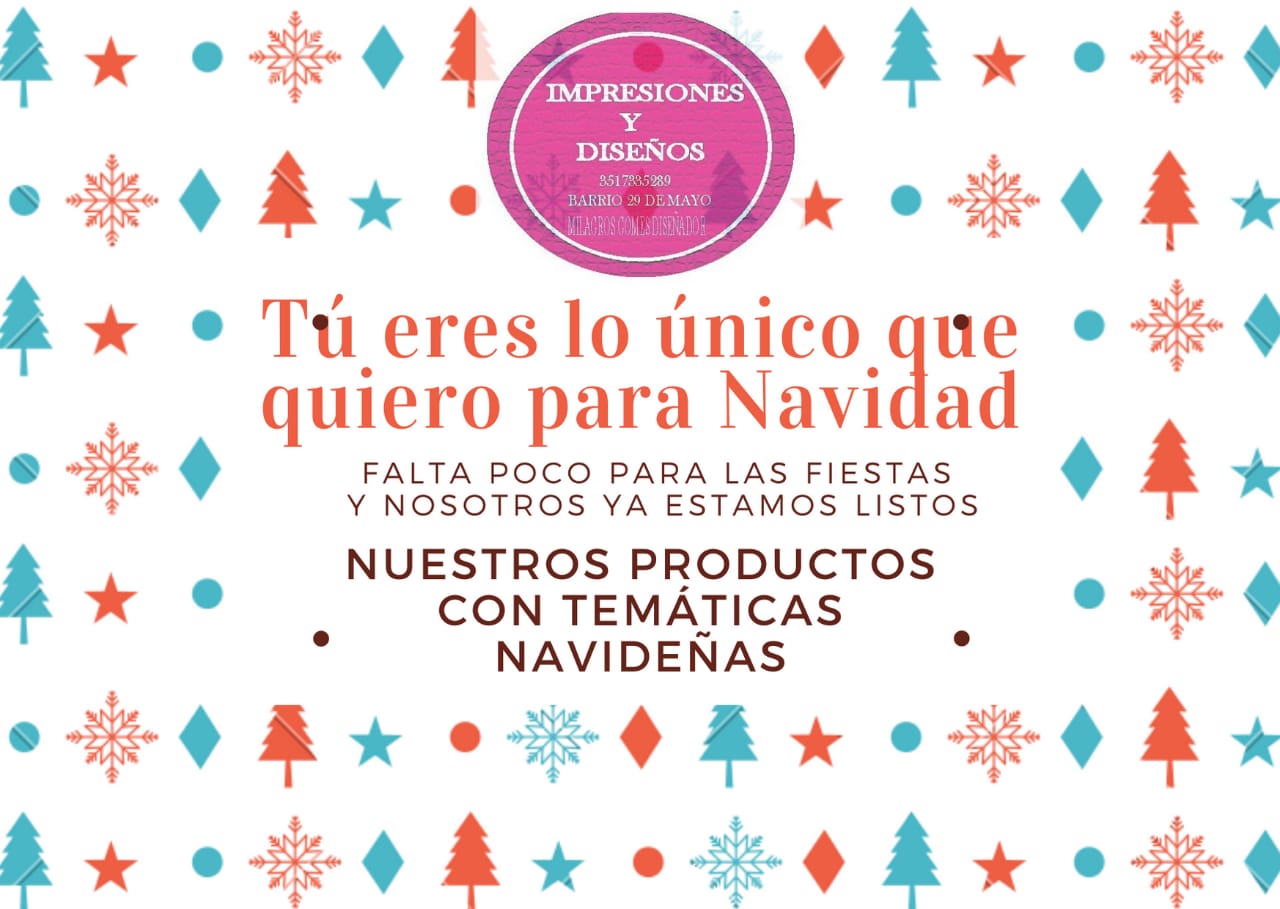 IMPRESIONES
Y
DISEÑOS
3517335289
BARRIO 29 DE MAYO
MILAGROS GOMES DISEÑADOR
Tú eres lo único que
quiero para Navidad
FALTA POCO PARA LAS FIESTAS
Y NOSOTROS YA ESTAMOS LISTOS
NUESTROS PRODUCTOS
CON TEMÁTICAS
NAVIDEÑAS